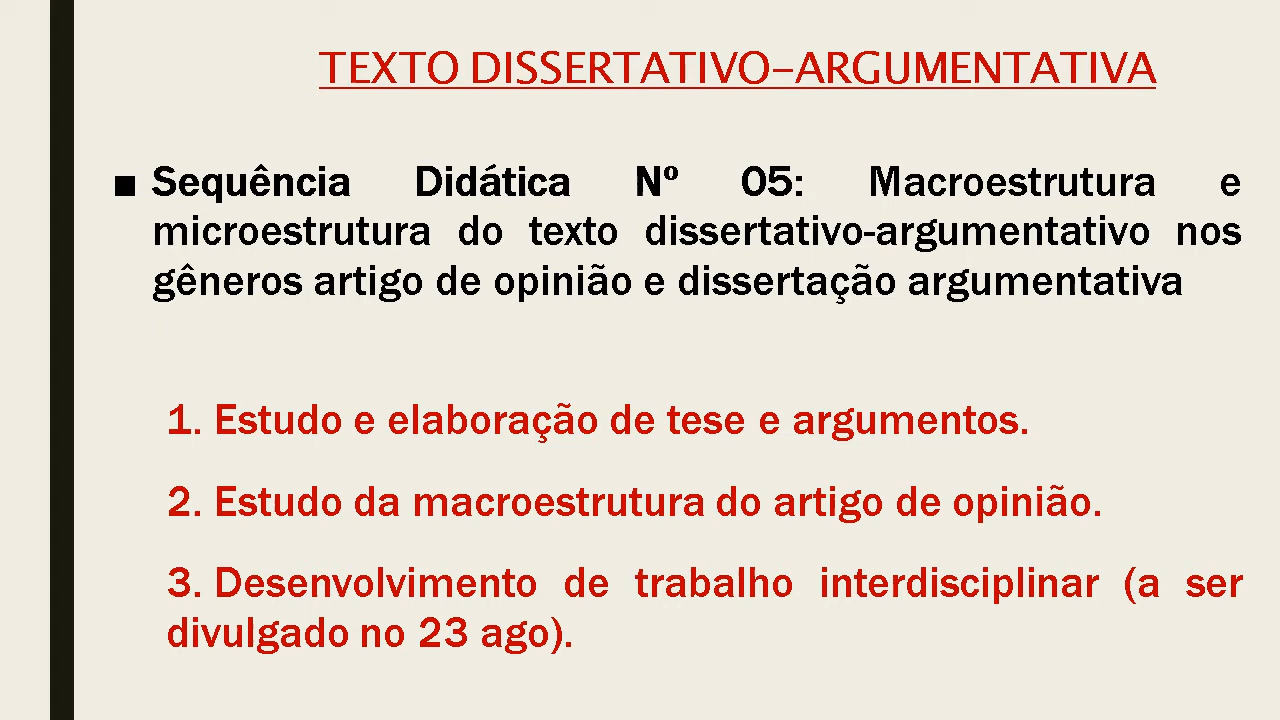 TEXTO DISSERTATIVO-ARGUMENTATIVA
■ Sequência Didática Nº 05: Macroestrutura e
microestrutura do texto dissertativo-argumentativo nos
gêneros artigo de opinião e dissertação argumentativa
1. Estudo e elaboração de tese e argumentos.
2. Estudo da macroestrutura do artigo de opinião.
3. Desenvolvimento de trabalho interdisciplinar (a ser
divulgado no 23 ago).